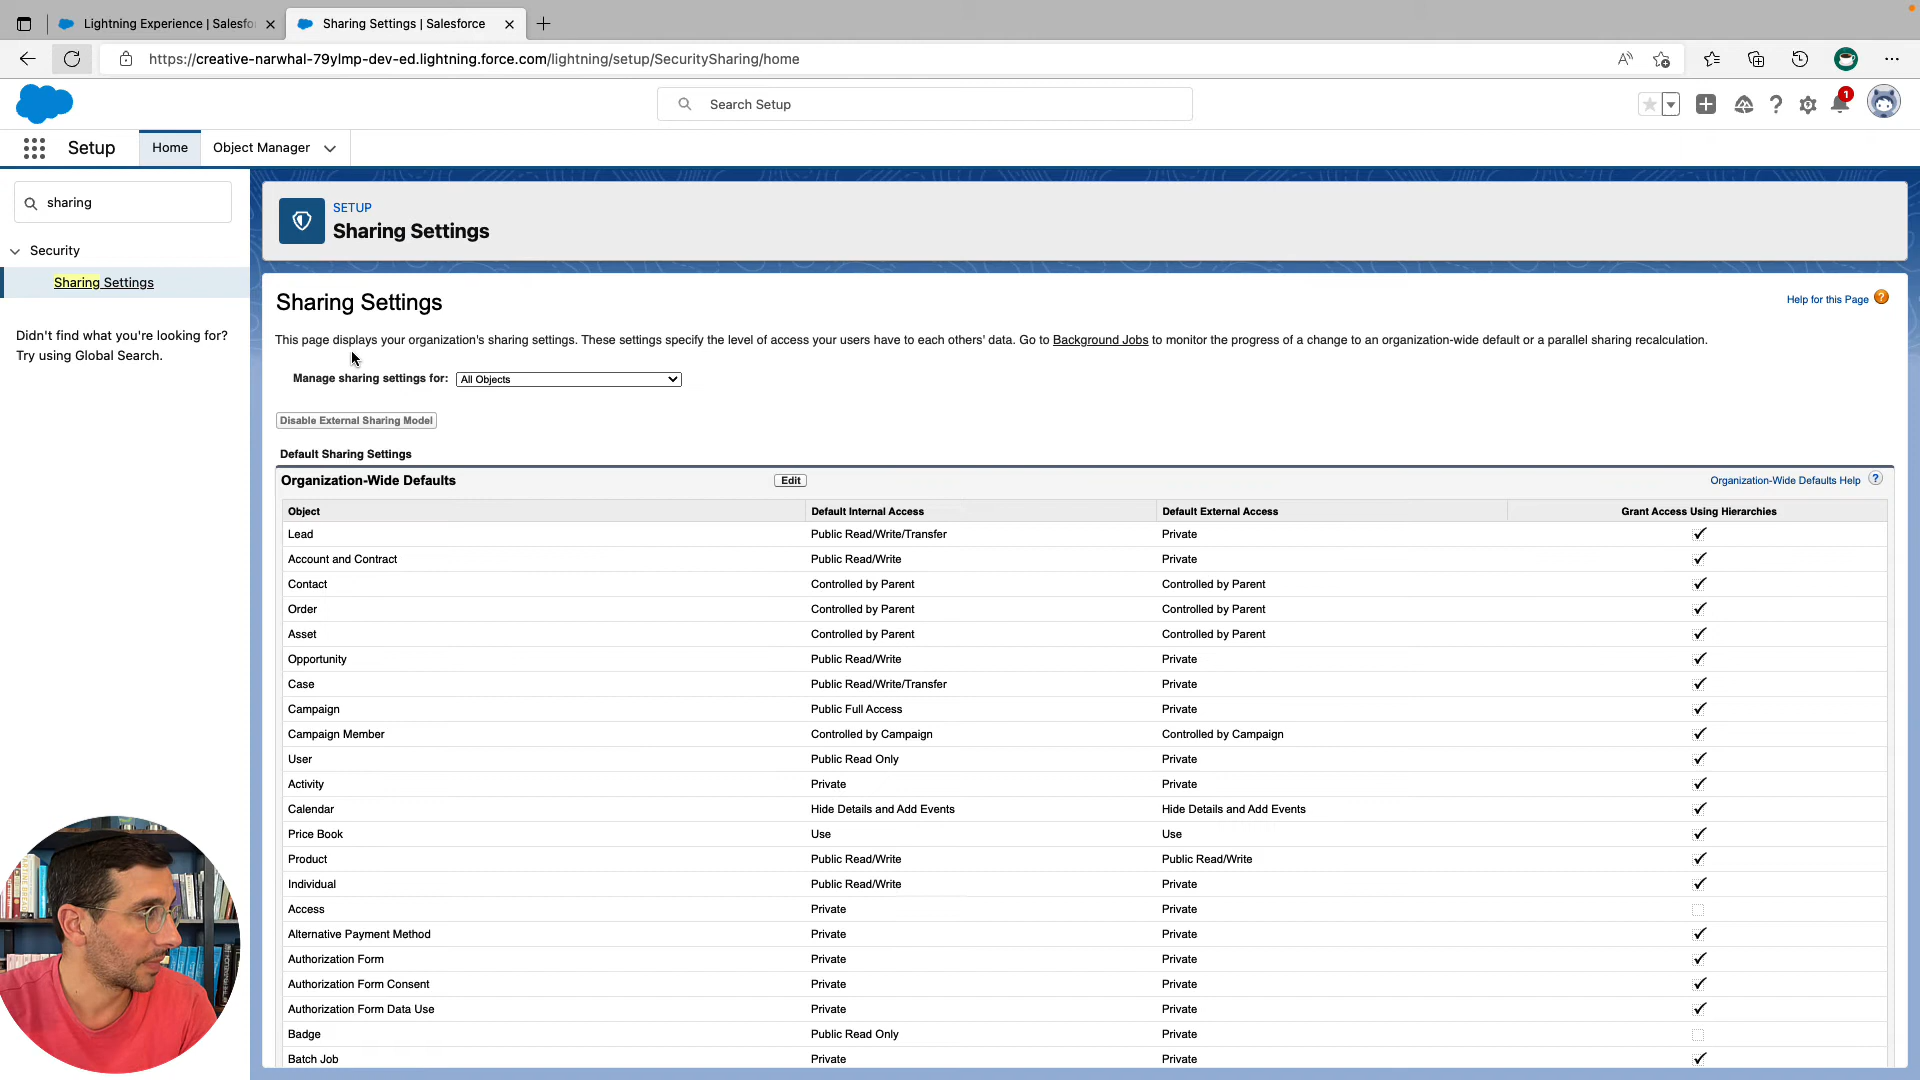 Lightning Experience | Salesfo
Sharing Settings | Salesforce
https://creative-narwhal-79ylmp-dev-ed.lightning.force.com/lightning/setup/SecuritySharing/home
Search Setup
1
Setup
Home
Object Manager
sharing
Security
Sharing Settings
Didn't find what you're looking for?
Try using Global Search.
SETUP
Sharing Settings
Sharing Settings
Help for this Page
This page displays your organization's sharing settings. These settings specify the level of access your users have to each others' data. Go to Background Jobs to monitor the progress of a change to an organization-wide default or a parallel sharing recalculation.
Manage sharing settings for: All Objects
Disable External Sharing Model
Default Sharing Settings
Organization-Wide Defaults Edit Organization-Wide Defaults Help ?
Object Default Internal Access Default External Access Grant Access Using Hierarchies
Lead Public Read/Write/Transfer Private
Account and Contract Public Read/Write Private
Contact Controlled by Parent Controlled by Parent
Order Controlled by Parent Controlled by Parent
Asset Controlled by Parent Controlled by Parent
Opportunity Public Read/Write Private
Case Public Read/Write/Transfer Private
Campaign Public Full Access Private
Campaign Member Controlled by Campaign Controlled by Campaign
User Public Read Only Private
Activity Private Private
Calendar Hide Details and Add Events Hide Details and Add Events
Price Book Use Use
Product Public Read/Write Public Read/Write
Individual Public Read/Write Private
Access Private Private
Alternative Payment Method Private Private
Authorization Form Private Private
Authorization Form Consent Private Private
Authorization Form Data Use Private Private
Badge Public Read Only Private
Batch Job Private Private